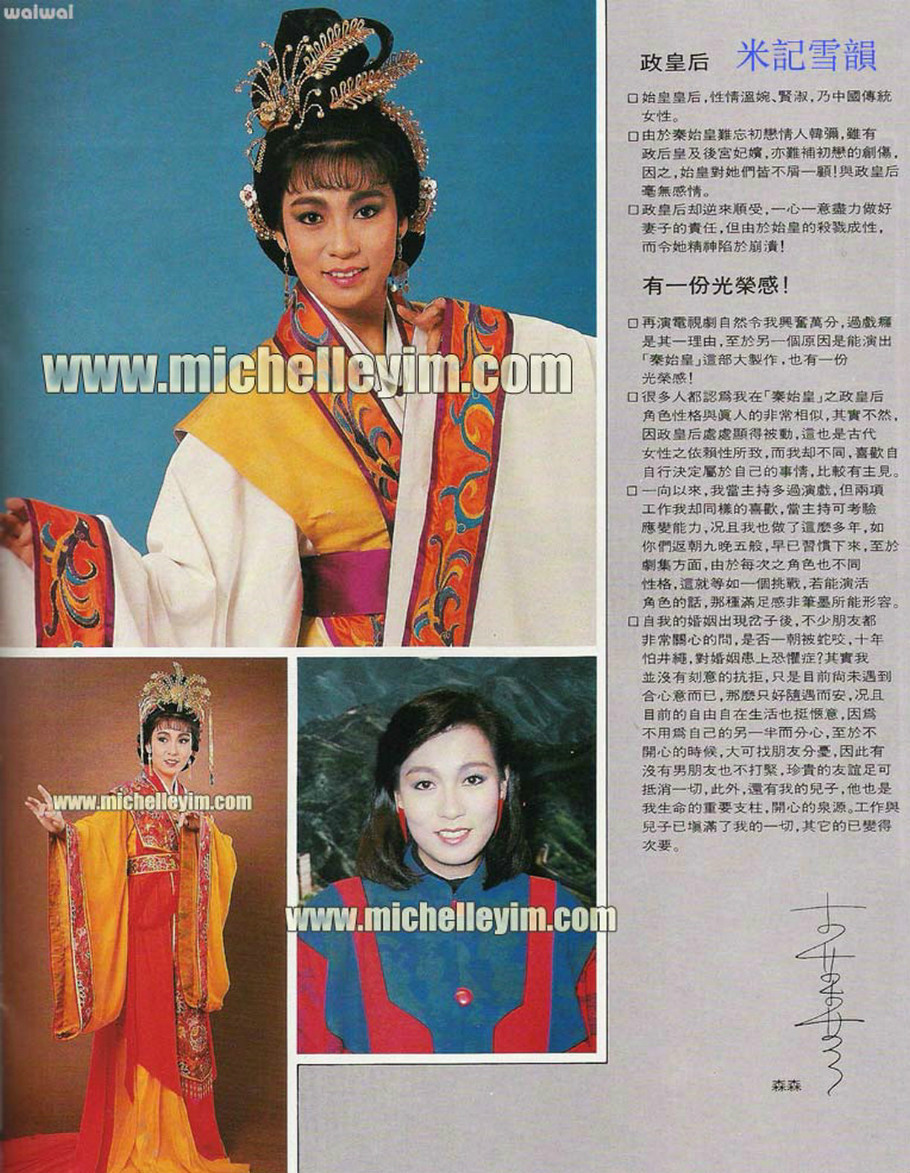 waiwai
政皇后 米記雪韻
□始皇皇后，性情溫婉、賢淑，乃中國傳統
女性。
□由於秦始皇難忘初戀情人韓彌，雖有
政后皇及後宮妃嬪，亦難補初戀的創傷，
因之，始皇對她們皆不屑一顧！與政皇后
毫無感情。
□政皇后却逆來順受，一心一意盡力做好
妻子的責任，但由於始皇的殺戮成性，
而令她精神陷於崩潰！
有一份光榮感！
□再演電視劇自然令我興奮萬分，過戲癮
是其一理由，至於另一個原因是能演出
「秦始皇」這部大製作，也有一份
光榮感！
□很多人都認為我在「秦始皇」之政皇后
角色性格與眞人的非常相似，其實不然，
因政皇后處處顯得被動，這也是古代
女性之依賴性所致，而我却不同，喜歡自
自行決定屬於自己的事情，比較有主見。
□一向以來，我當主持多過演戲，但兩項
工作我却同樣的喜歡，當主持可考驗
應變能力，況且我也做了這麼多年，如
你們返朝九晚五般，早已習慣下來，至於
劇集方面，由於每次之角色也不同
性格，這就等如一個挑戰，若能演活
角色的話，那種滿足感非筆墨所能形容。
□自我的婚姻出現岔子後，不少朋友都
非常關心的問，是否一朝被蛇咬，十年
怕井繩，對婚姻患上恐懼症？其實我
並沒有刻意的抗拒，只是目前尚未遇到
合心意而已，那麼只好隨遇而安，況且
目前的自由自在生活也挺愜意，因為
不用為自己的另一半而分心，至於不
開心的時候，大可找朋友分憂，因此有
沒有男朋友也不打緊，珍貴的友誼足可
抵消一切，此外，還有我的兒子，他也是
我生命的重要支柱，開心的泉源。工作與
兒子已塡滿了我的一切，其它的已變得
次要。
森森
www.michelleyim.com
www.michelleyim.com
www.michelleyim.com